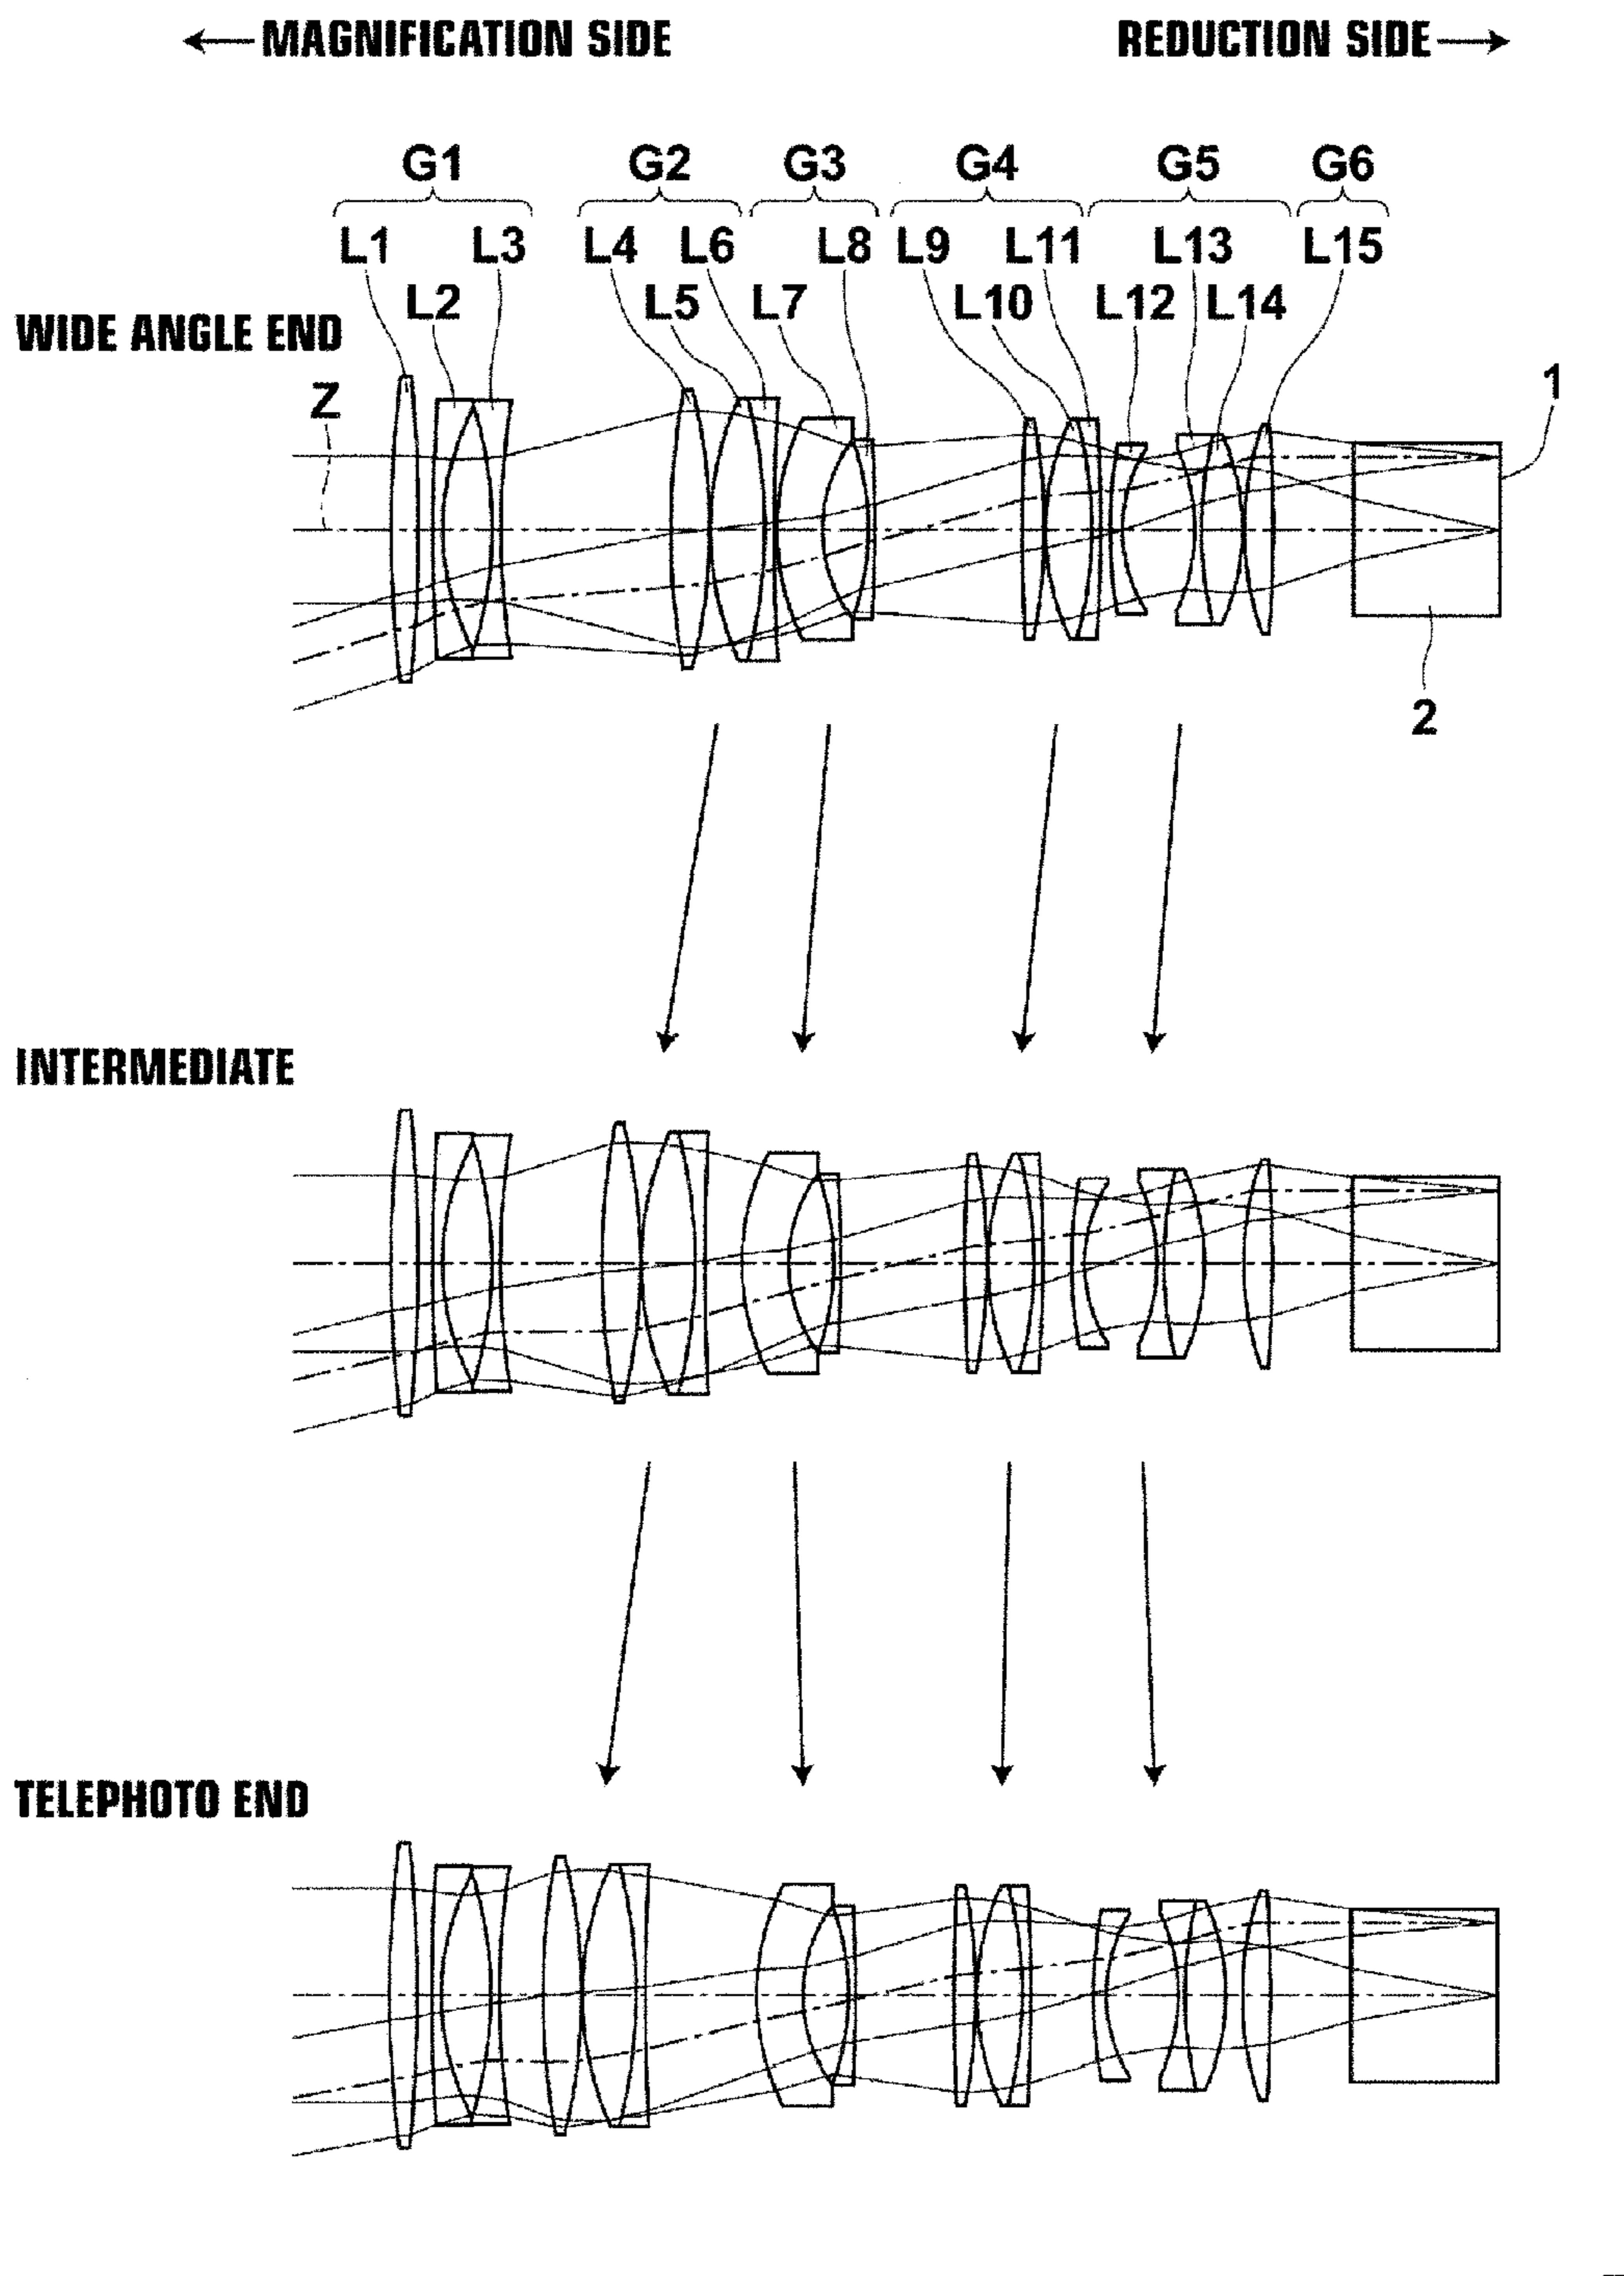 MAGNIFICATION SIDE REDUCTION SIDE
G1 G2 G3 G4 G5 G6
L1 L3 L4 L6 L8 L9 L11 L13 L15
L2 L5 L7 L10 L12 L14
WIDE ANGLE END
Z
1
2
INTERMEDIATE
TELEPHOTO END